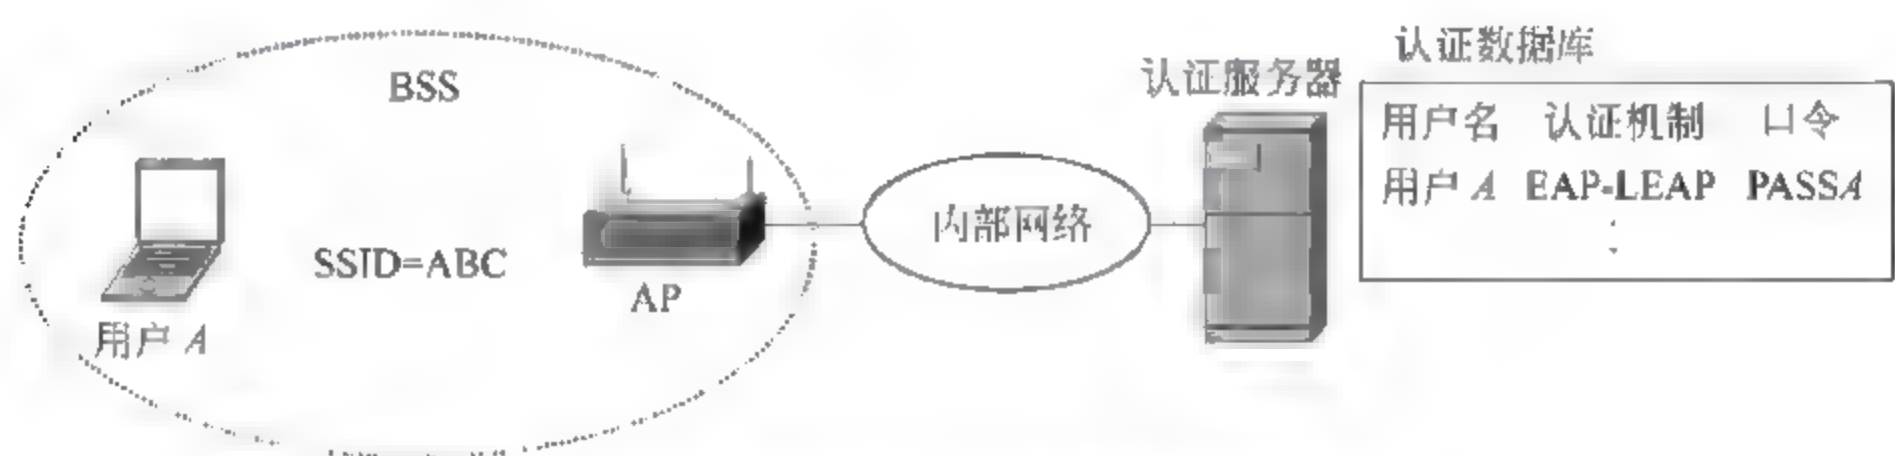 认证数据库
认证服务器
BSS
用户名 认证机制 口令
用户 A EAP-LEAP PASSA
内部网络
SSID=ABC
AP
用户 A